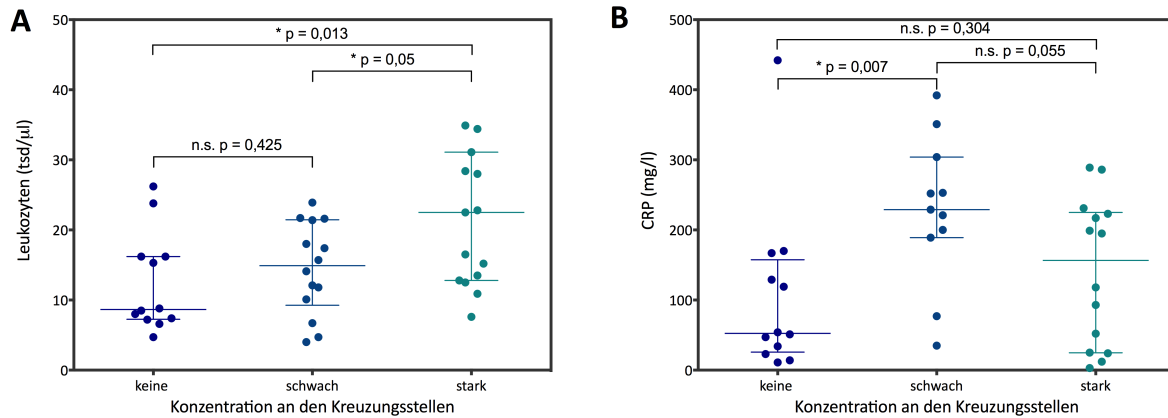 A
Leukozyten (tsd/µl)
50
40
30
20
10
0
* p = 0,013
* p = 0,05
n.s. p = 0,425
keine
schwach
stark
Konzentration an den Kreuzungsstellen
B
CRP (mg/l)
500
400
300
200
100
0
n.s. p = 0,304
n.s. p = 0,055
* p = 0,007
keine
schwach
stark
Konzentration an den Kreuzungsstellen